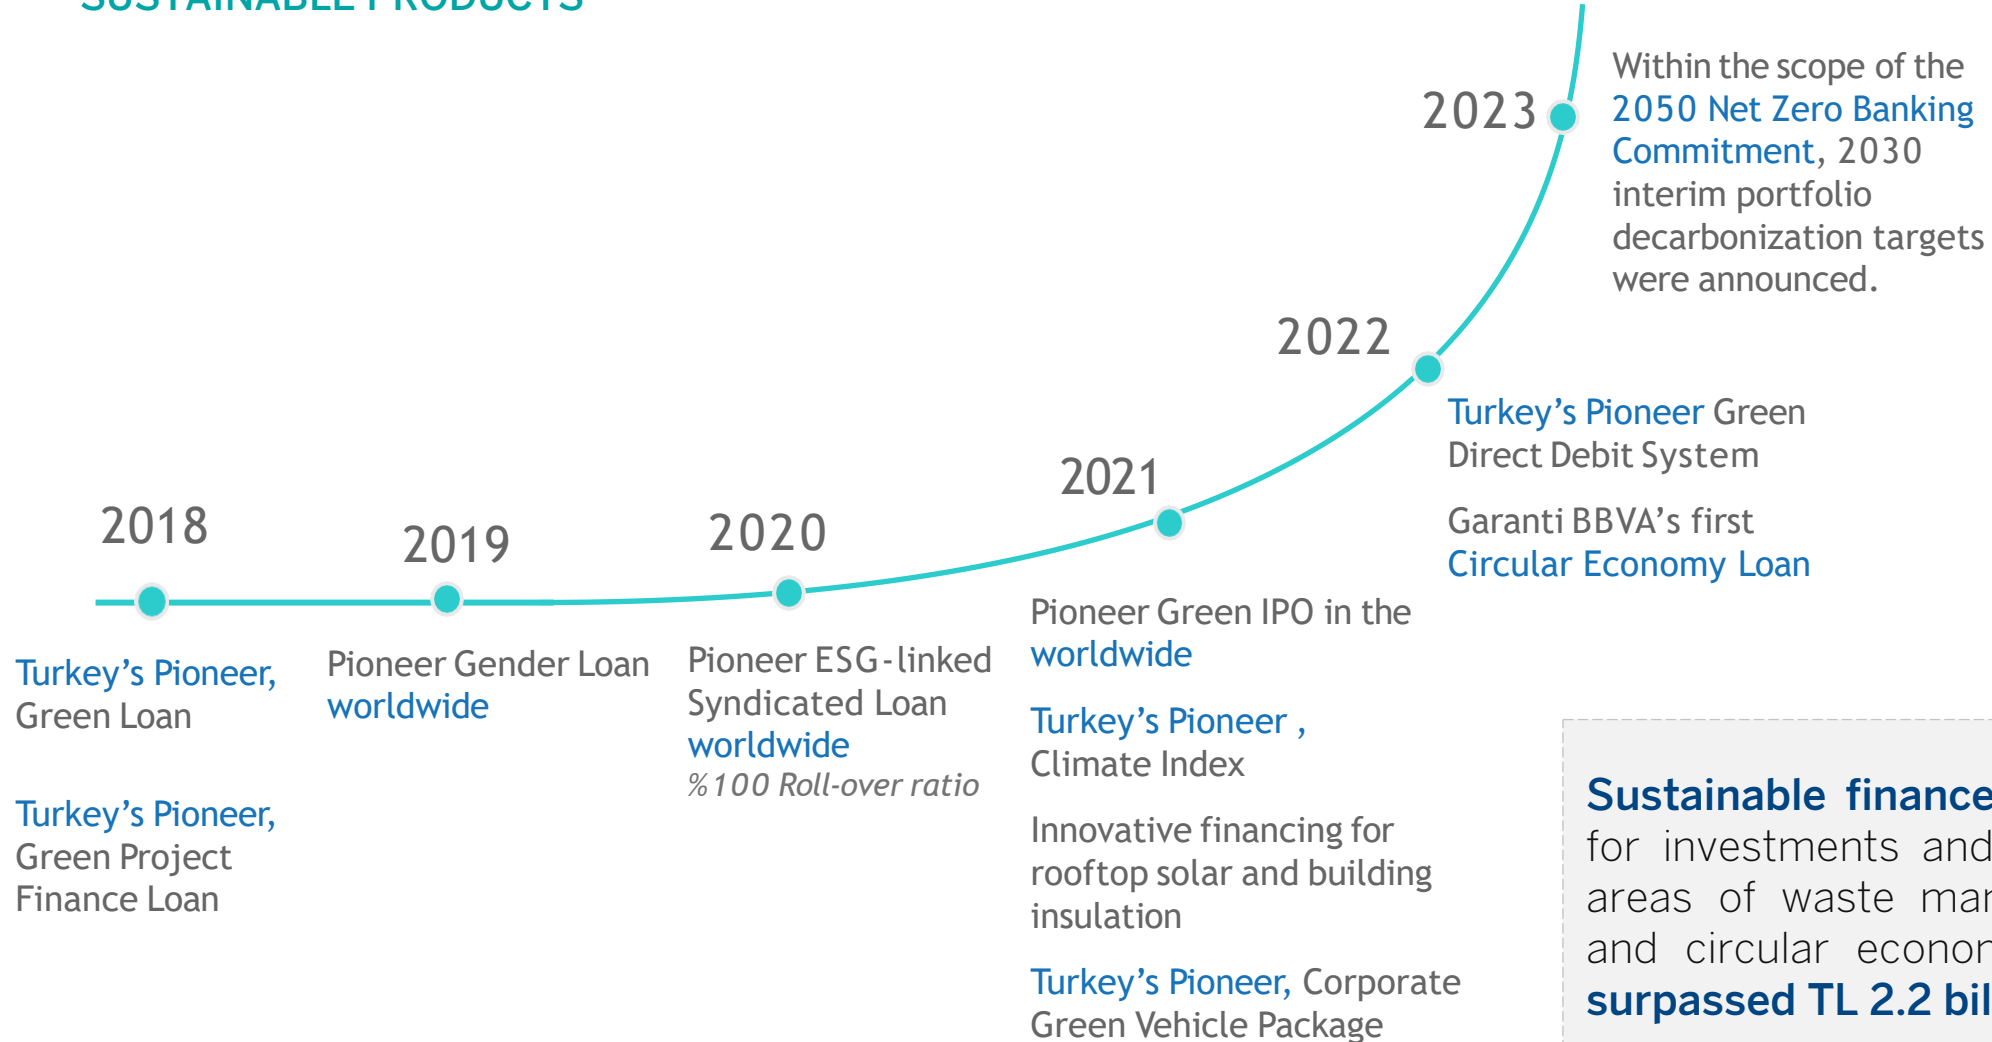 SUSTAINABLE PRODUCTS
2018
Turkey's Pioneer,
Green Loan
Turkey's Pioneer,
Green Project
Finance Loan
2019
Pioneer Gender Loan
worldwide
2020
Pioneer ESG-linked
Syndicated Loan
worldwide
%100 Roll-over ratio
2021
Pioneer Green IPO in the
worldwide
Turkey's Pioneer ,
Climate Index
Innovative financing for
rooftop solar and building
insulation
Turkey's Pioneer, Corporate
Green Vehicle Package
2022
Turkey's Pioneer Green
Direct Debit System
Garanti BBVA's first
Circular Economy Loan
2023
Within the scope of the
2050 Net Zero Banking
Commitment, 2030
interim portfolio
decarbonization targets
were announced.
Sustainable finance
for investments and
areas of waste
and circular
surpassed TL 2.2